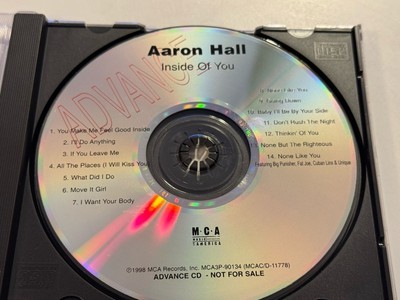 Aaron Hall
Inside Of You
ADVANCE
1. You Make Me Feel Good Inside
2. I'll Do Anything
3. If You Leave Me
4. All The Places (I Will Kiss You)
5. What Did I Do
6. Move It Girl
7. I Want Your Body
10. Baby I'll Be By Your Side
11. Don't Rush The Night
12. Thinkin' Of You
13. None But The Righteous
14. None Like You
Featuring Big Punisher, Fat Joe, Cuban Link & Unique
M·C·A
MUSIC
AMERICA
©1998 MCA Records, Inc. MCA3P-90134 (MCAC/D-11778)
ADVANCE CD - NOT FOR SALE